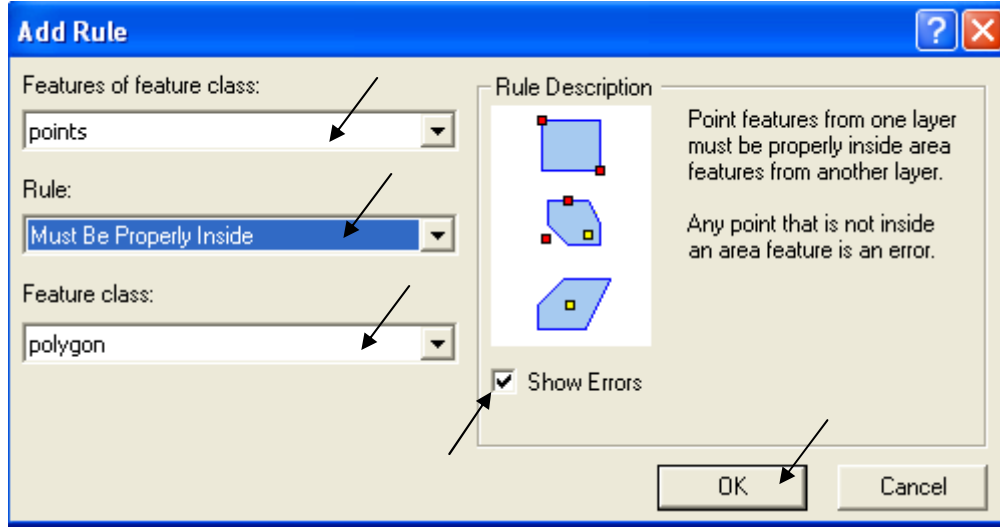 Add Rule
?
Features of feature class:
points
Rule:
Must Be Properly Inside
Feature class:
polygon
Rule Description
Point features from one layer
must be properly inside area
features from another layer.
Any point that is not inside
an area feature is an error.
Show Errors
OK
Cancel